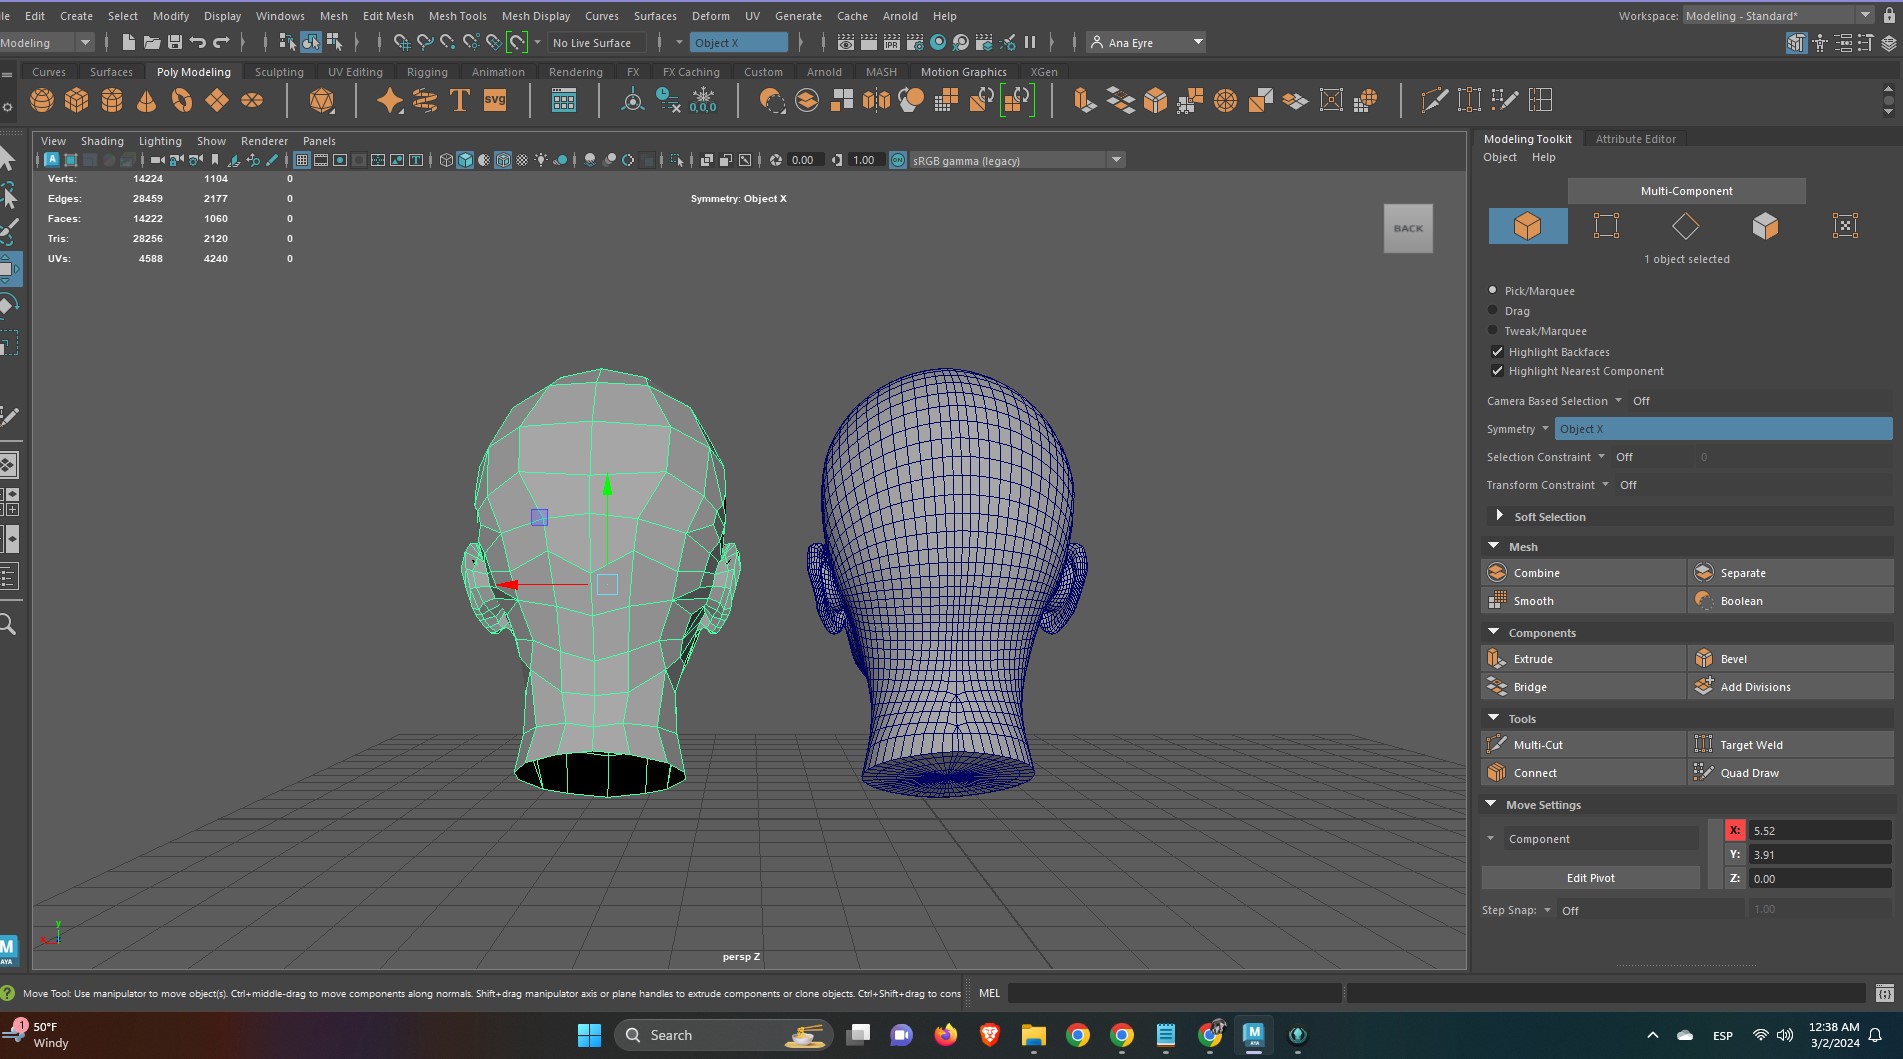 Edit Create Select Modify Display Windows Mesh Edit Mesh Mesh Tools Mesh Display Curves Surfaces Deform UV Generate Cache Arnold Help
Workspace: Modeling - Standard*
Modeling
No Live Surface
Object X
Ana Eyre
Curves Surfaces Poly Modeling Sculpting UV Editing Rigging Animation Rendering FX FX Caching Custom Arnold MASH Motion Graphics XGen
SVG
0,0,0
IPR
View Shading Lighting Show Renderer Panels
0.00
1.00
ON
sRGB gamma (legacy)
Verts: 14224 1104 0
Edges: 28459 2177 0
Faces: 14222 1060 0
Tris: 28256 2120 0
UVs: 4588 4240 0
Symmetry: Object X
BACK
persp Z
y
Modeling Toolkit Attribute Editor
Object Help
Multi-Component
1 object selected
Pick/Marquee
Drag
Tweak/Marquee
Highlight Backfaces
Highlight Nearest Component
Camera Based Selection Off
Symmetry Object X
Selection Constraint Off 0
Transform Constraint Off
Soft Selection
Mesh
Combine Separate
Smooth Boolean
Components
Extrude Bevel
Bridge Add Divisions
Tools
Multi-Cut Target Weld
Connect Quad Draw
Move Settings
Component
X: 5.52
Y: 3.91
Z: 0.00
Edit Pivot
Step Snap: Off 1.00
M
AYA
Move Tool: Use manipulator to move object(s). Ctrl+middle-drag to move components along normals. Shift+drag manipulator axis or plane handles to extrude components or clone objects. Ctrl+Shift+drag to cons
MEL
1
50°F
Windy
Search
M
AYA
ESP
12:38 AM
3/2/2024